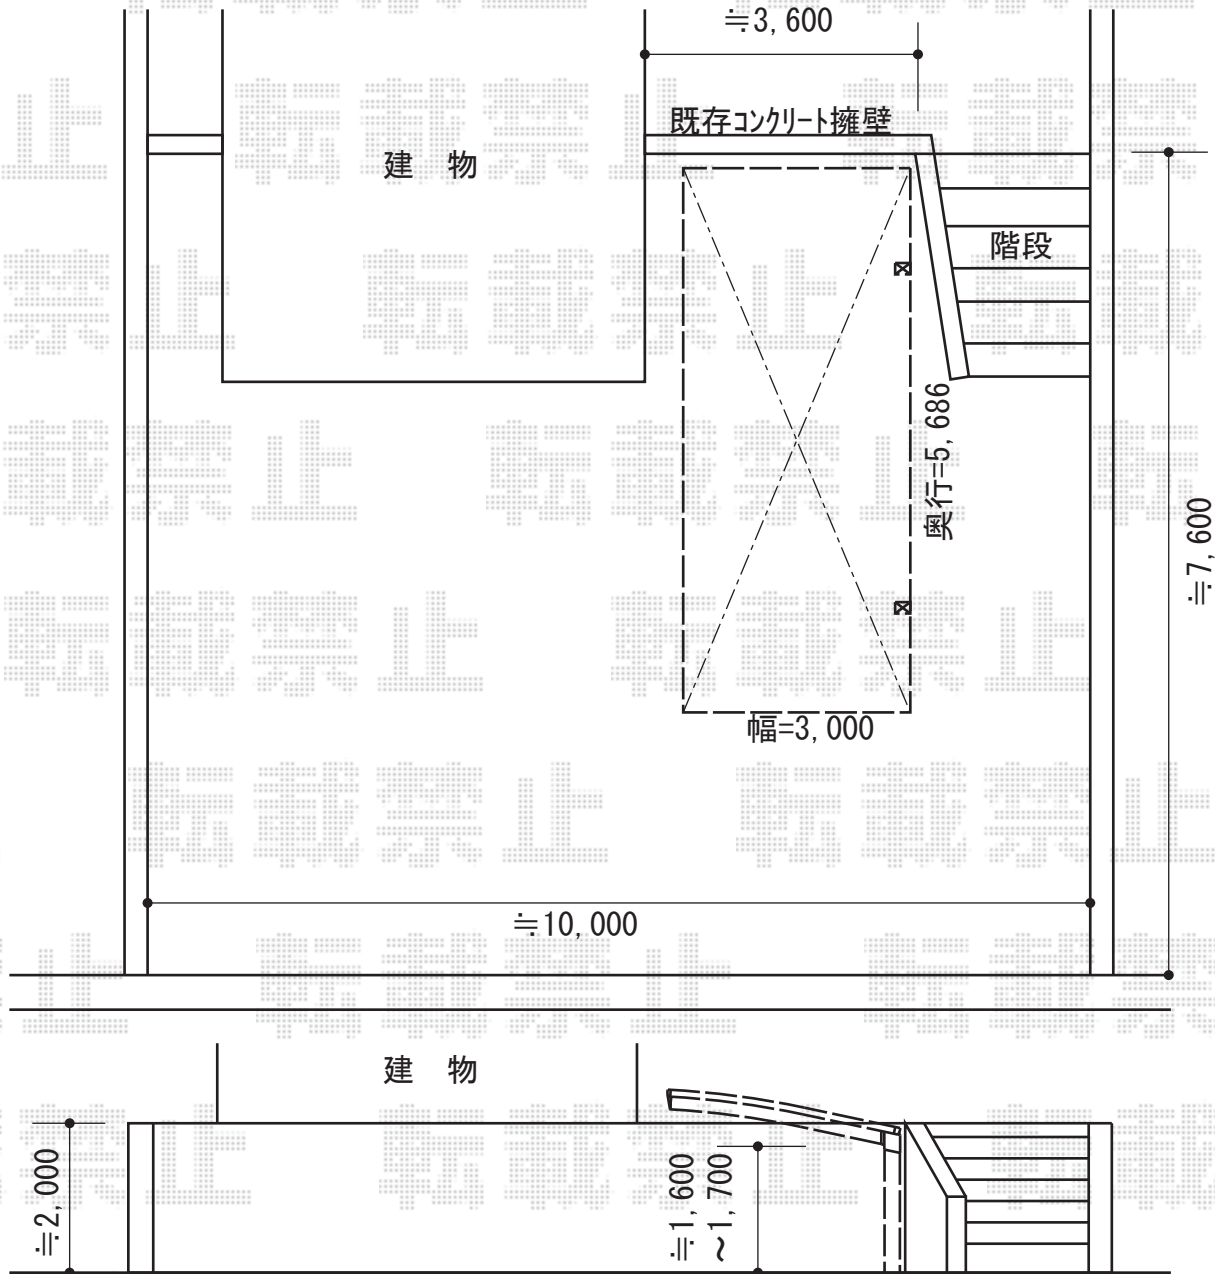 ≒3,600
既存コンクリート擁壁
建 物
階段
奥行=5,686
≒7,600
幅=3,000
≒10,000
建 物
≒2,000
≒1,600
～1,700
転載禁止